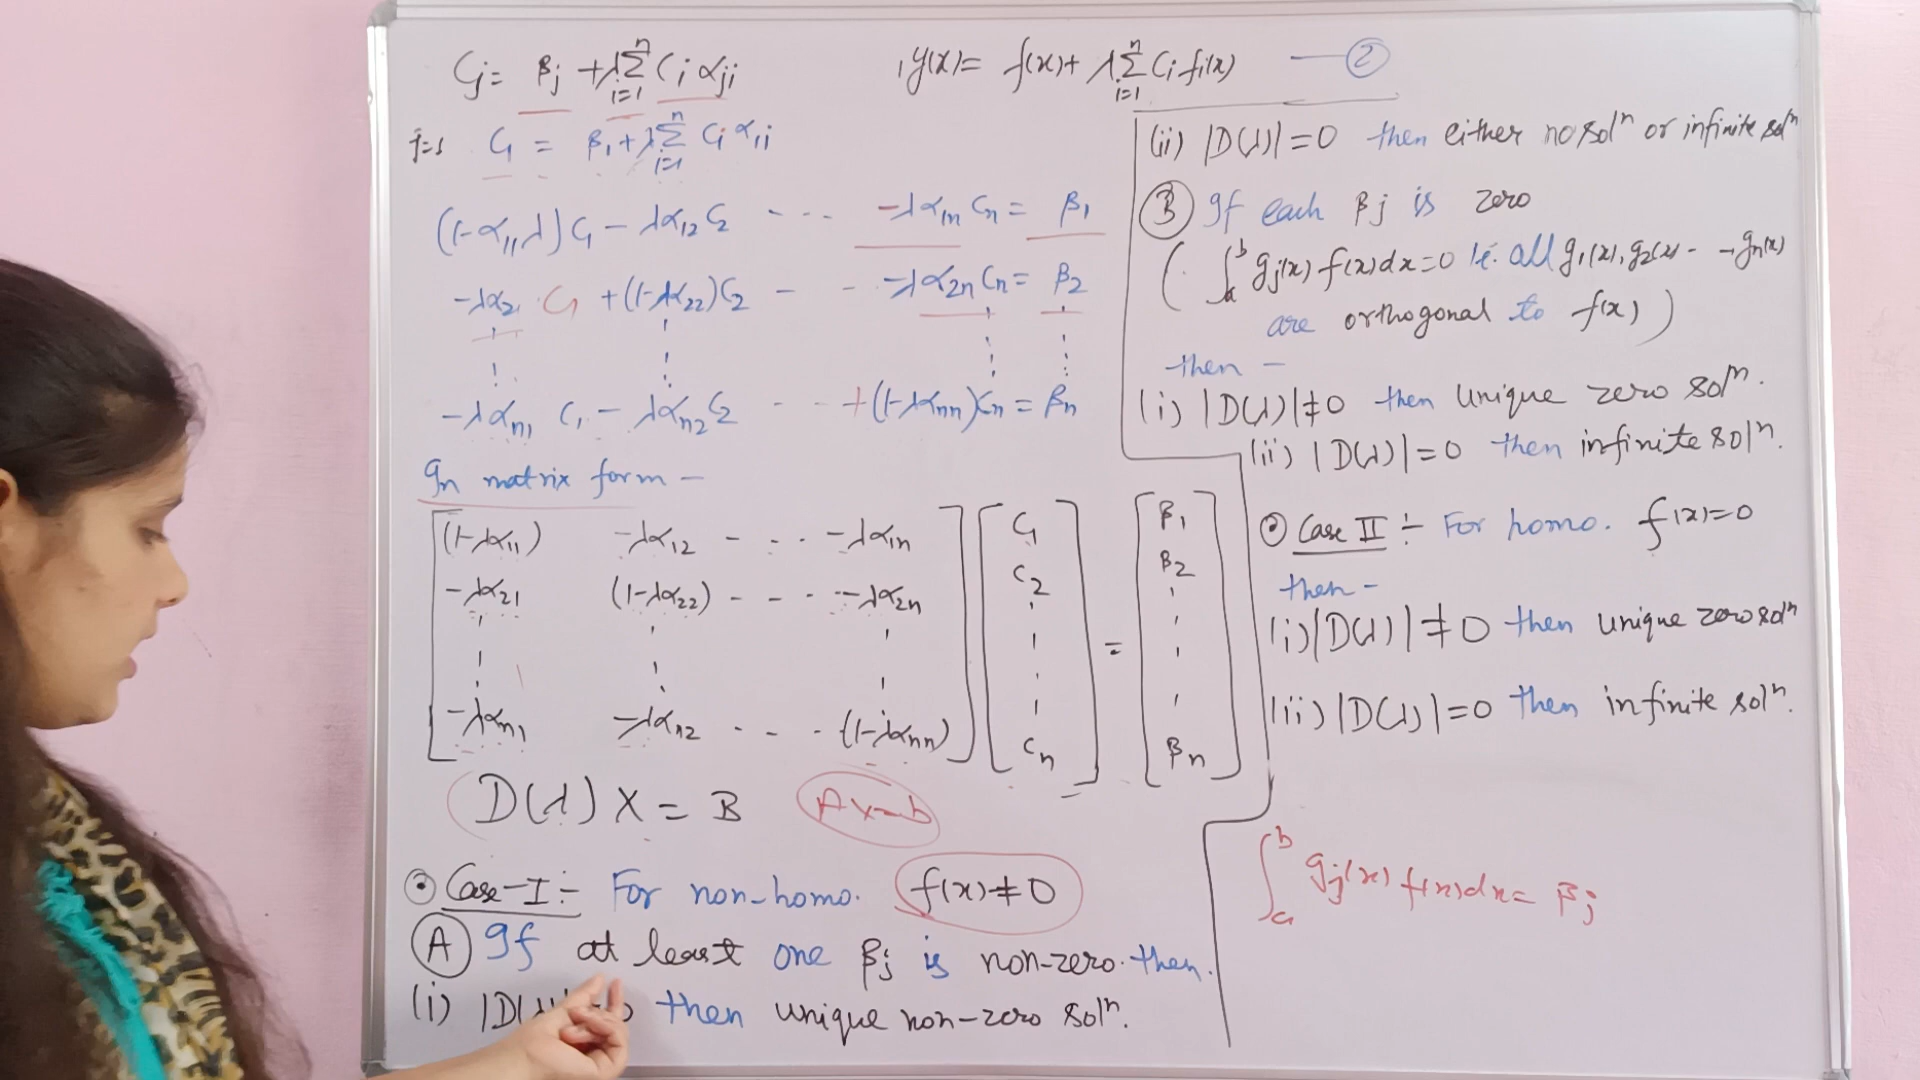 Cj = βj + λ Σ_{i=1}^{n} Ci αji
, y(x) = f(x) + λ Σ_{i=1}^{n} Ci fi(x) — ②
j=1 C1 = β1 + λ Σ_{i=1}^{n} Ci α1i
(1-α11λ)C1 - λα12 C2 - - - -λα1n Cn = β1
-λα2 C1 + (1-λα22)C2 - - - -λα2n Cn = β2
-λαn1 C1 - λαn2 C2 - - + (1-λαnn)Cn = βn
In matrix form -
[(1-λα11) -λα12 - - - -λα1n] [C1] = [β1]
[-λα21 (1-λα22) - - - -λα2n] [C2] [β2]
[-λαn1 -λαn2 - - - (1-λαnn)] [Cn] [βn]
D(λ) X = B AX=b
Case-I :- For non-homo. f(x) ≠ 0
(A) If at least one βj is non-zero then.
(i) |D(λ) 0 then unique non-zero solⁿ.
(ii) |D(λ)| = 0 then either no solⁿ or infinite solⁿ
(B) If each βj is zero
( ∫_a^b gj(x) f(x)dx = 0 i.e. all g1(x), g2(x) - - gn(x)
are orthogonal to f(x) )
then -
(i) |D(λ)| ≠ 0 then unique zero solⁿ.
(ii) |D(λ)| = 0 then infinite solⁿ.
Case II :- For homo. f(x) = 0
then -
(i) |D(λ)| ≠ 0 then unique zero solⁿ
(ii) |D(λ)| = 0 then infinite solⁿ.
∫_a^b gj(x) f(x)dx = βj